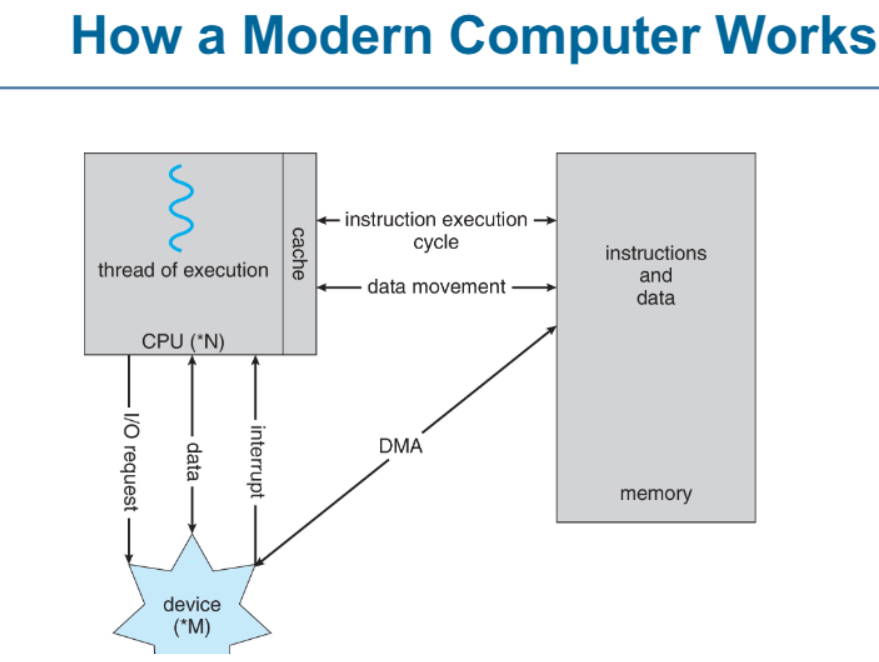 How a Modern Computer Works
thread of execution
cache
CPU (*N)
instruction execution
cycle
data movement
instructions
and
data
memory
I/O request
data
interrupt
DMA
device
(*M)